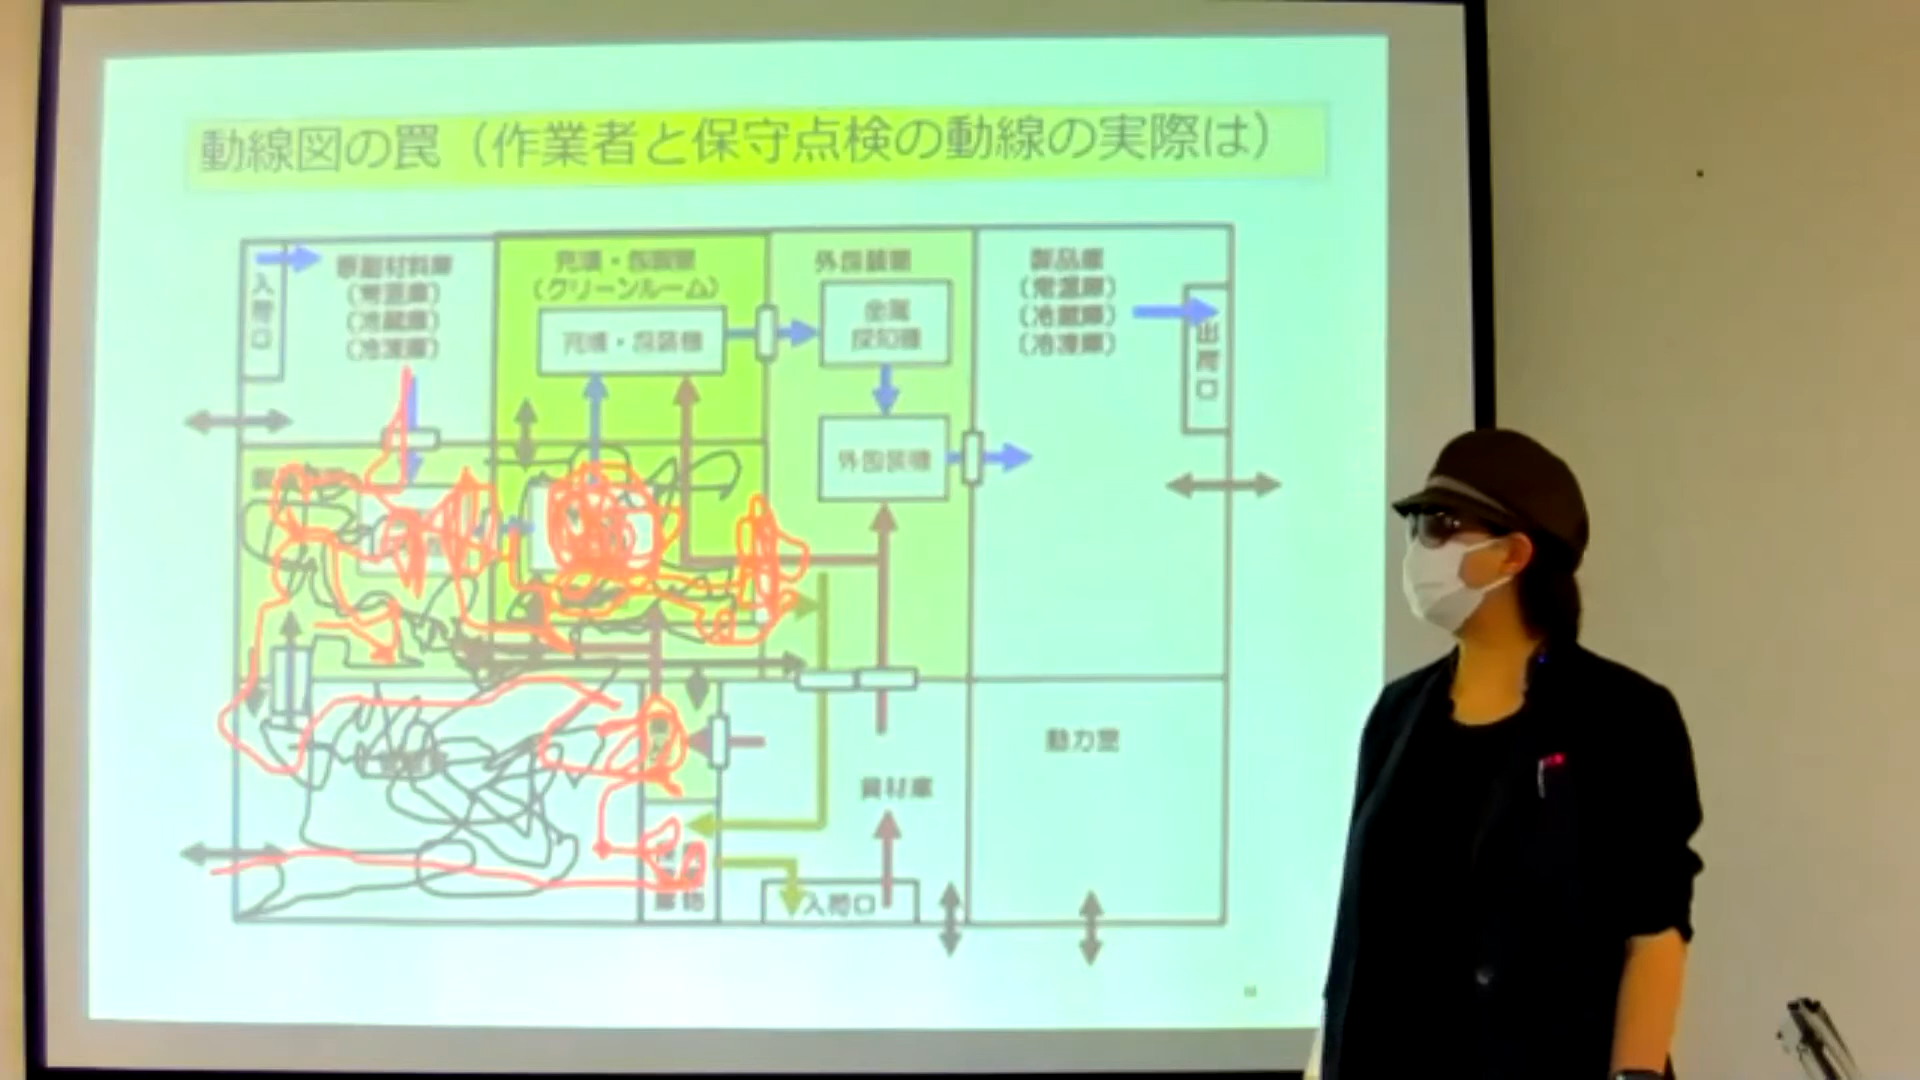 動線図の罠（作業者と保守点検の動線の実際は）
入荷口
原副材料庫
（常温庫）
（冷蔵庫）
（冷凍庫）
充填・包装室
（クリーンルーム）
充填・包装機
外包装室
金属
探知機
外包装機
製品庫
（常温庫）
（冷蔵庫）
（冷凍庫）
出荷口
動力室
資材庫
入荷口